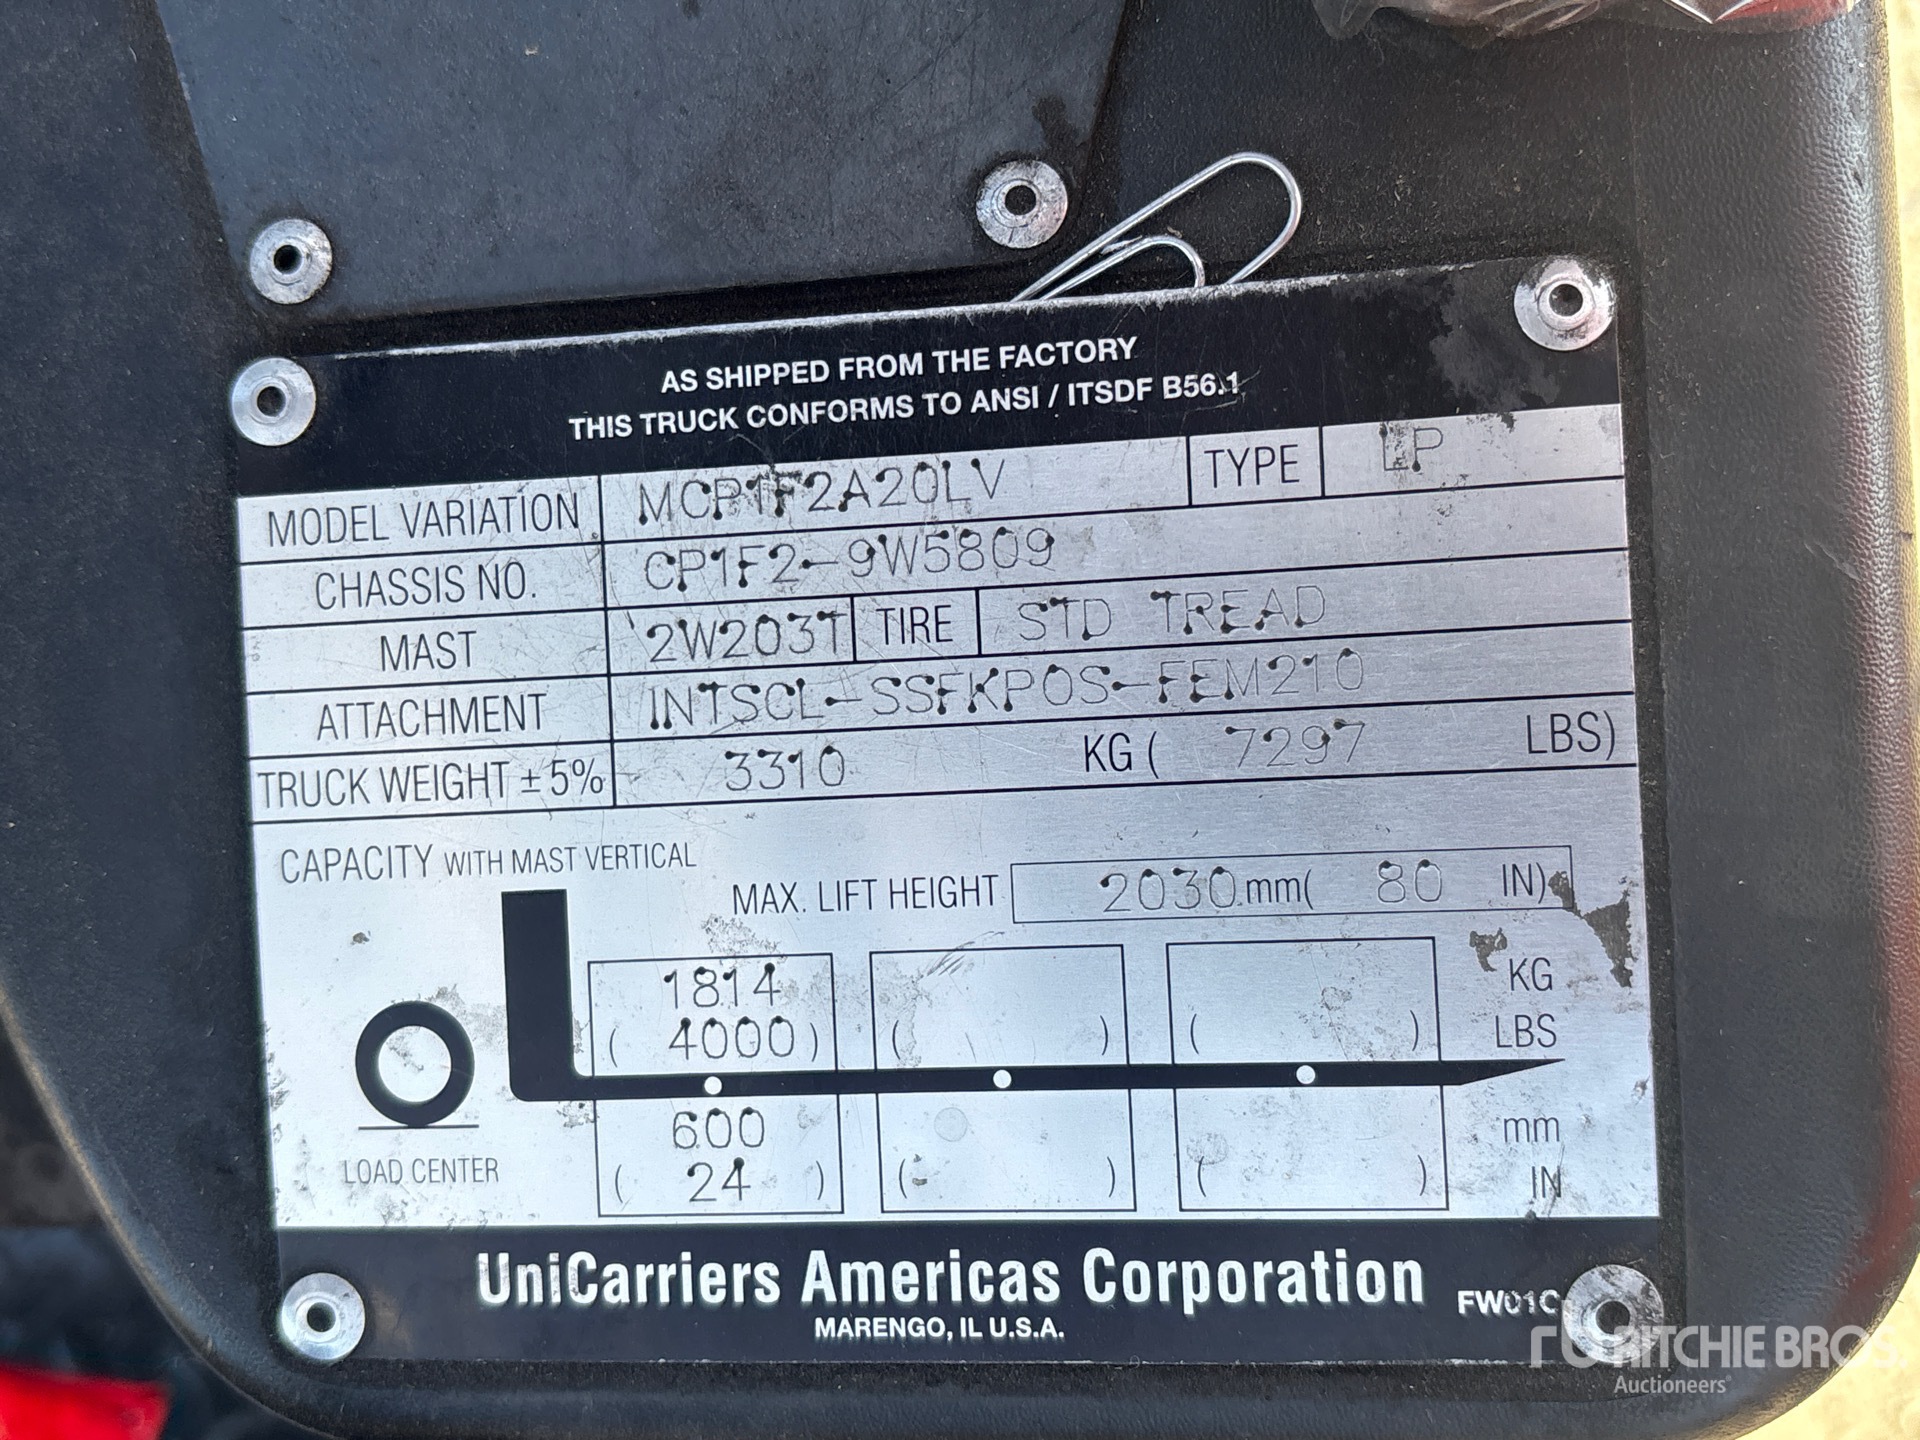 AS SHIPPED FROM THE FACTORY
THIS TRUCK CONFORMS TO ANSI / ITSDF B56.1
MODEL VARIATION MCP1F2A20LV TYPE LP
CHASSIS NO. CP1F2-9W5809
MAST 2W203T TIRE STD TREAD
ATTACHMENT INTSCL-SSFKPOS-FEM210
TRUCK WEIGHT ±5% 3310 KG ( 7297 LBS)
CAPACITY WITH MAST VERTICAL
MAX. LIFT HEIGHT 2030 mm( 80 IN)
1814 KG
( 4000 ) ( ) ( ) LBS
600 mm
LOAD CENTER ( 24 ) ( ) ( ) IN
UniCarriers Americas Corporation FW01C
MARENGO, IL U.S.A.
RITCHIE BROS.
Auctioneers